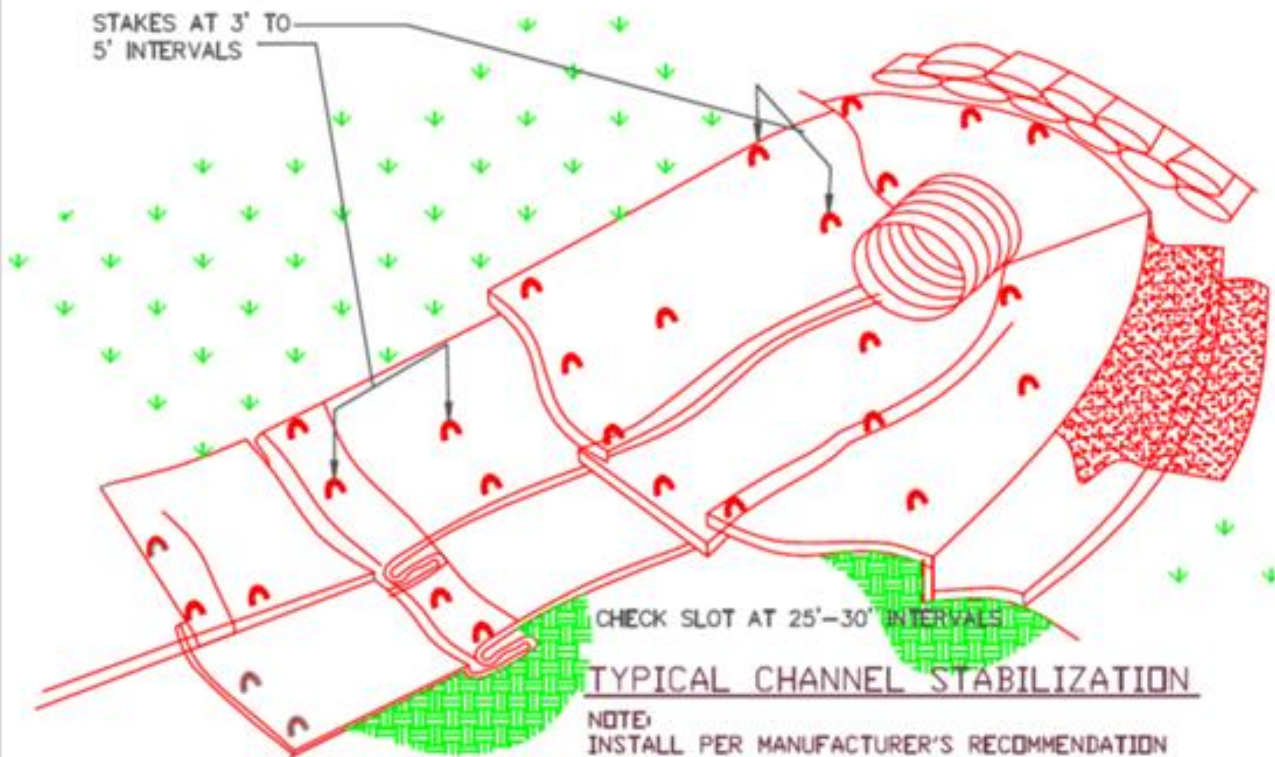 STAKES AT 3' TO
5' INTERVALS
CHECK SLOT AT 25'-30' INTERVALS
TYPICAL CHANNEL STABILIZATION
NOTE:
INSTALL PER MANUFACTURER'S RECOMMENDATION